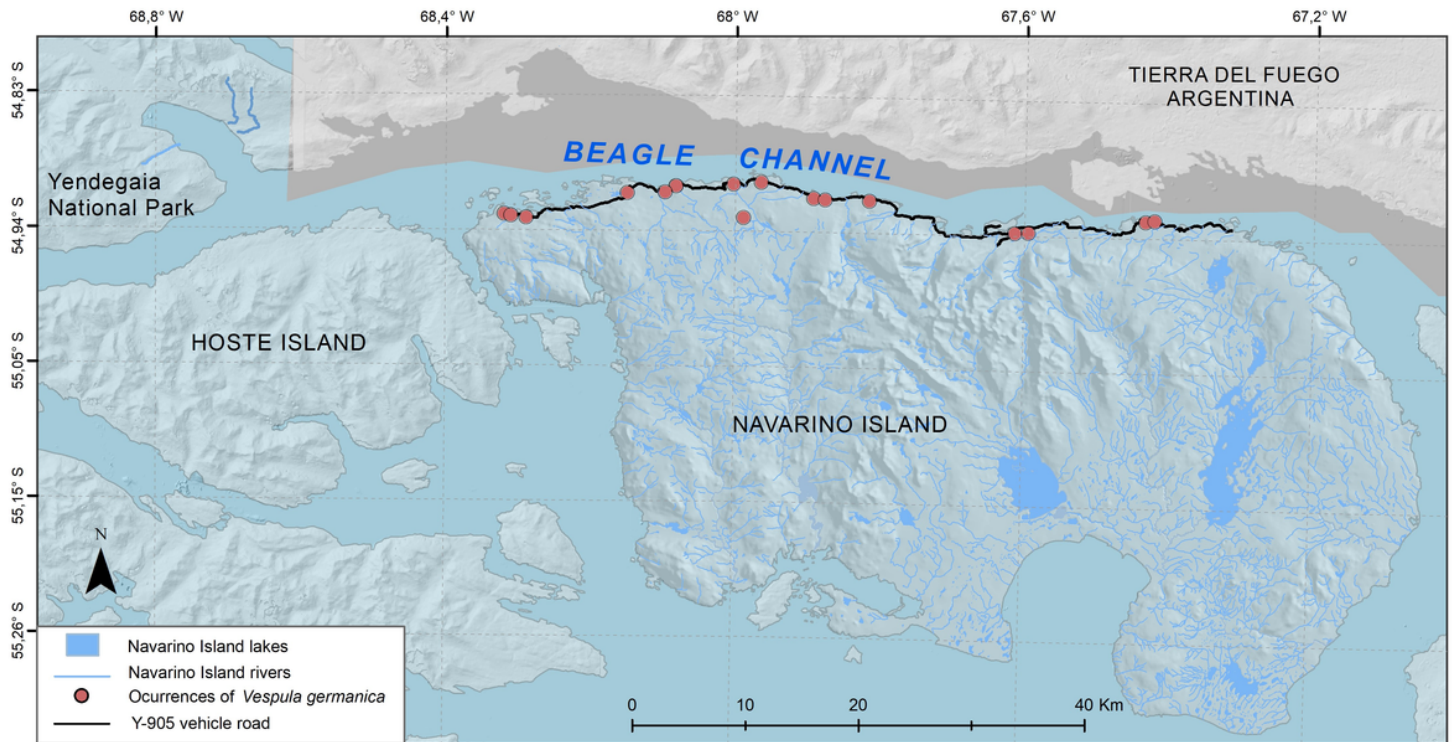 68,8° W
68,4° W
68° W
67,6° W
67,2° W
54,83° S
54,94° S
55,05° S
55,15° S
55,26° S
TIERRA DEL FUEGO
ARGENTINA
BEAGLE CHANNEL
Yendegaia
National Park
HOSTE ISLAND
NAVARINO ISLAND
N
Navarino Island lakes
Navarino Island rivers
Ocurrences of Vespula germanica
Y-905 vehicle road
0 10 20 40 Km